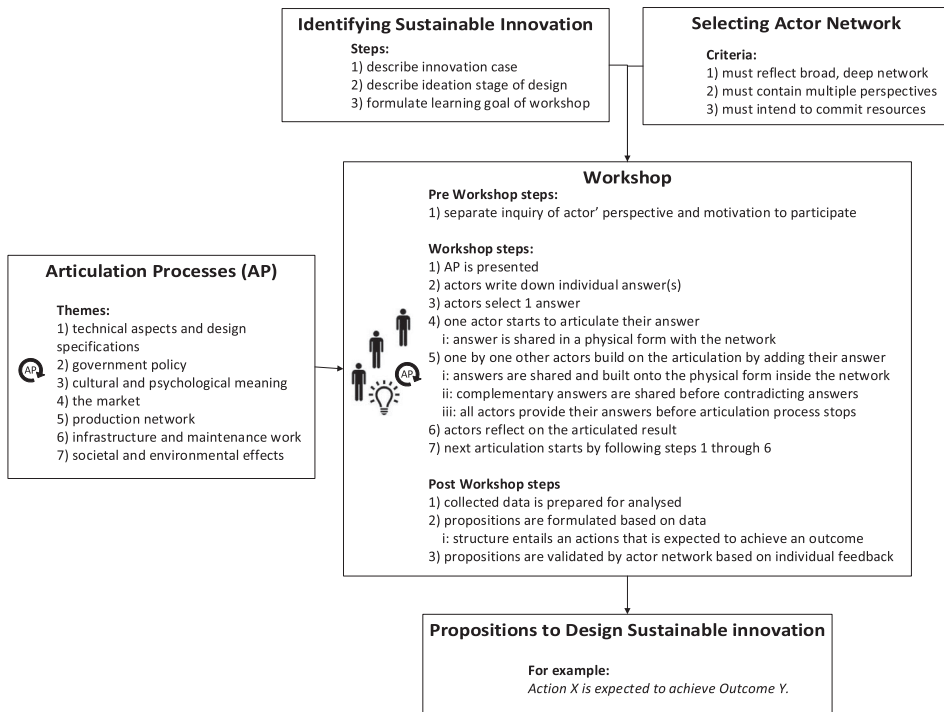 Identifying Sustainable Innovation
Steps:
1) describe innovation case
2) describe ideation stage of design
3) formulate learning goal of workshop
Selecting Actor Network
Criteria:
1) must reflect broad, deep network
2) must contain multiple perspectives
3) must intend to commit resources
Articulation Processes (AP)
Themes:
1) technical aspects and design
specifications
2) government policy
3) cultural and psychological meaning
4) the market
5) production network
6) infrastructure and maintenance work
7) societal and environmental effects
AP
Workshop
Pre Workshop steps:
1) separate inquiry of actor’ perspective and motivation to participate
Workshop steps:
1) AP is presented
2) actors write down individual answer(s)
3) actors select 1 answer
4) one actor starts to articulate their answer
i: answer is shared in a physical form with the network
5) one by one other actors build on the articulation by adding their answer
i: answers are shared and built onto the physical form inside the network
ii: complementary answers are shared before contradicting answers
iii: all actors provide their answers before articulation process stops
6) actors reflect on the articulated result
7) next articulation starts by following steps 1 through 6
AP
Post Workshop steps
1) collected data is prepared for analysed
2) propositions are formulated based on data
i: structure entails an actions that is expected to achieve an outcome
3) propositions are validated by actor network based on individual feedback
Propositions to Design Sustainable innovation
For example:
Action X is expected to achieve Outcome Y.